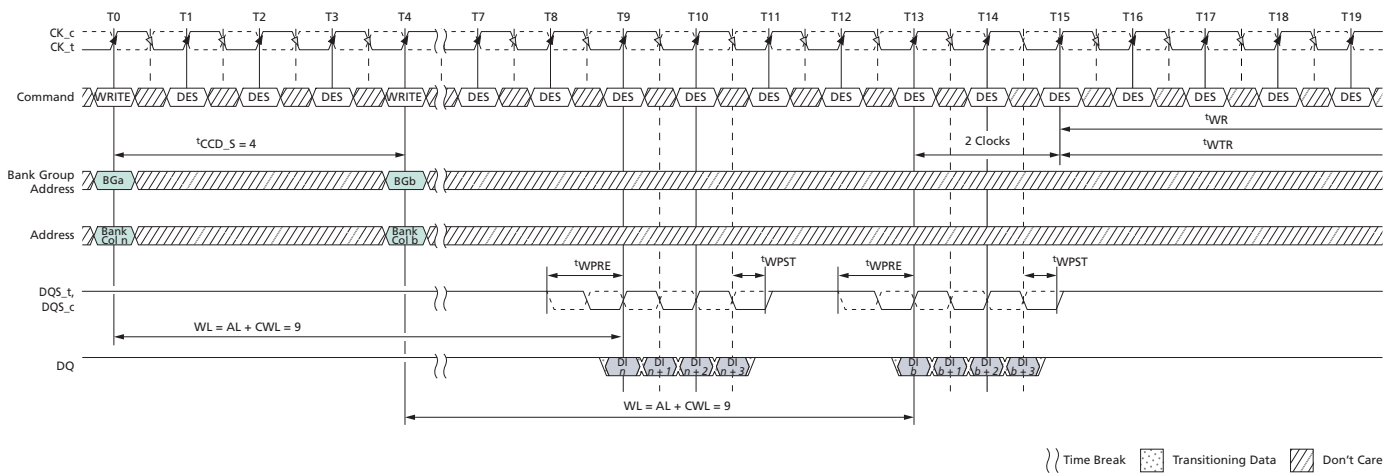 T0 T1 T2 T3 T4 T7 T8 T9 T10 T11 T12 T13 T14 T15 T16 T17 T18 T19
CK_c
CK_t
Command WRITE DES DES DES WRITE DES DES DES DES DES DES DES DES DES DES DES DES DES
tWR
tCCD_S = 4 2 Clocks tWTR
Bank Group
Address BGa BGb
Address Bank
Col n Bank
Col b
tWPRE tWPST tWPRE tWPST
DQS_t,
DQS_c
WL = AL + CWL = 9
DQ DI
n DI
n + 1 DI
n + 2 DI
n + 3 DI
b DI
b + 1 DI
b + 2 DI
b + 3
WL = AL + CWL = 9
Time Break Transitioning Data Don't Care